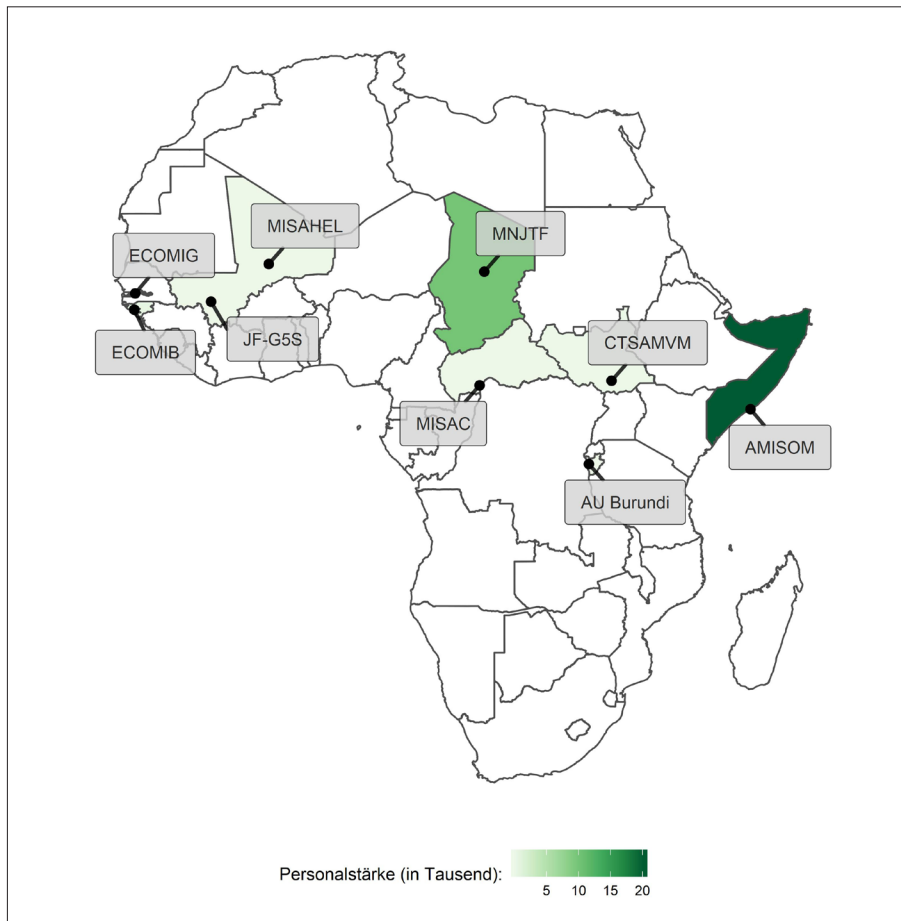 MISAHEL
MNJTF
ECOMIG
ECOMIB
JF-G5S
CTSAMVM
MISAC
AMISOM
AU Burundi
Personalstärke (in Tausend):
5 10 15 20